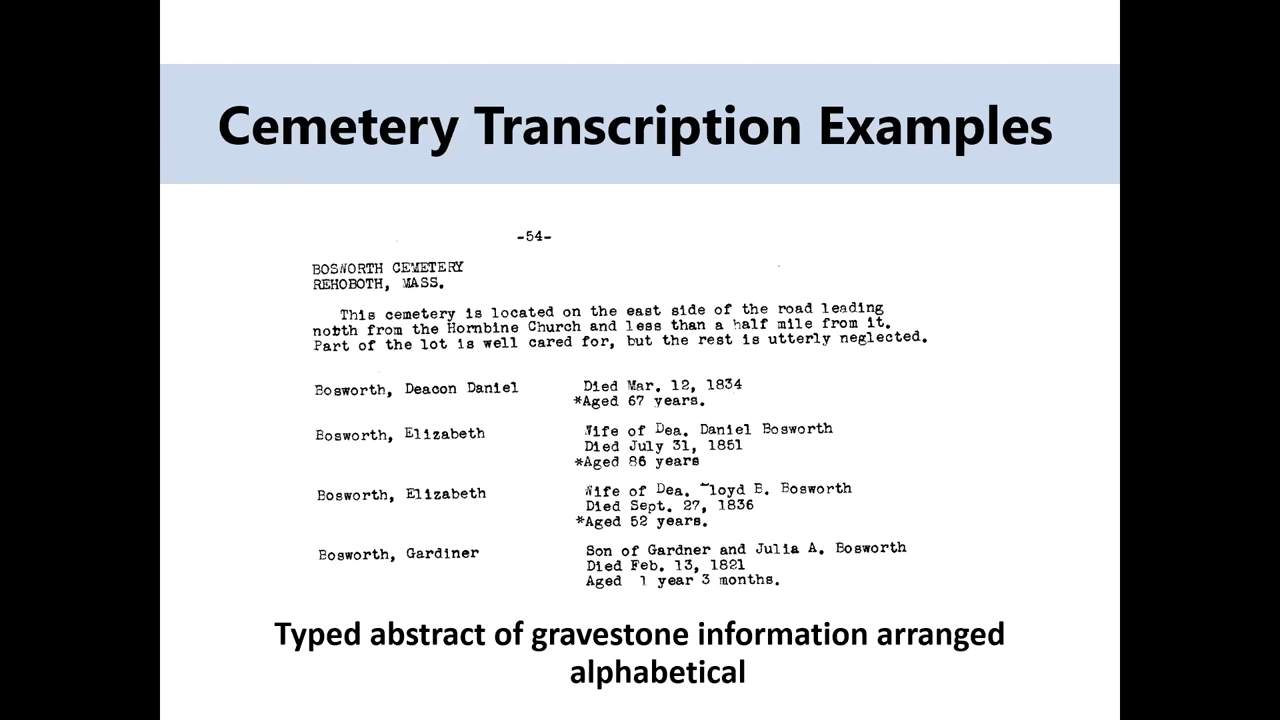 Cemetery Transcription Examples
-54-
BOSWORTH CEMETERY
REHOBOTH, MASS.
This cemetery is located on the east side of the road leading
nobth from the Hornbine Church and less than a half mile from it.
Part of the lot is well cared for, but the rest is utterly neglected.
Bosworth, Deacon Daniel Died Mar. 12, 1834
*Aged 67 years.
Bosworth, Elizabeth Wife of Dea. Daniel Bosworth
Died July 31, 1851
*Aged 86 years
Bosworth, Elizabeth Wife of Dea. loyd B. Bosworth
Died Sept. 27, 1836
*Aged 52 years.
Bosworth, Gardiner Son of Gardner and Julia A. Bosworth
Died Feb. 13, 1821
Aged 1 year 3 months.
Typed abstract of gravestone information arranged
alphabetical